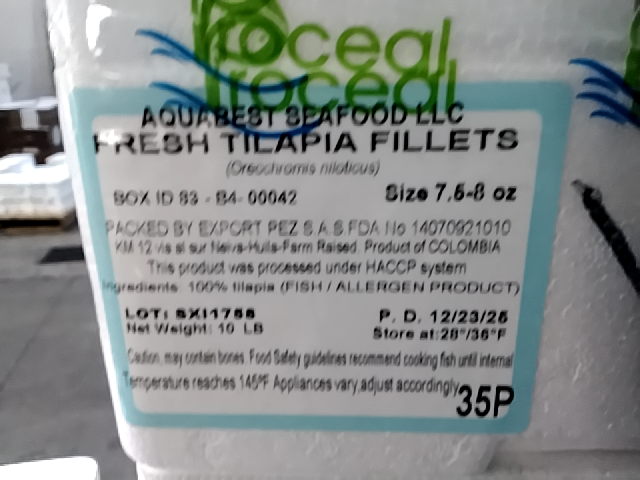 Proceal
Proceal
AQUABEST SEAFOOD LLC
FRESH TILAPIA FILLETS
(Oreochromis niloticus)
BOX ID 83 - B4- 00042
Size 7.5-8 oz
PACKED BY EXPORT PEZ S.A.S.FDA No 14070921010
KM 12 via al sur Neiva-Huila-Farm Raised. Product of COLOMBIA
This product was processed under HACCP system
Ingredients 100% tilapia (FISH / ALLERGEN PRODUCT)
LOT: SXI1758
P. D. 12/23/25
Net Weight: 10 LB
Store at:28°/36°F
Caution, may contain bones. Food Safety guidelines recommend cooking fish until internal
Temperature reaches 145ºF Appliances vary,adjust accordingly
35P